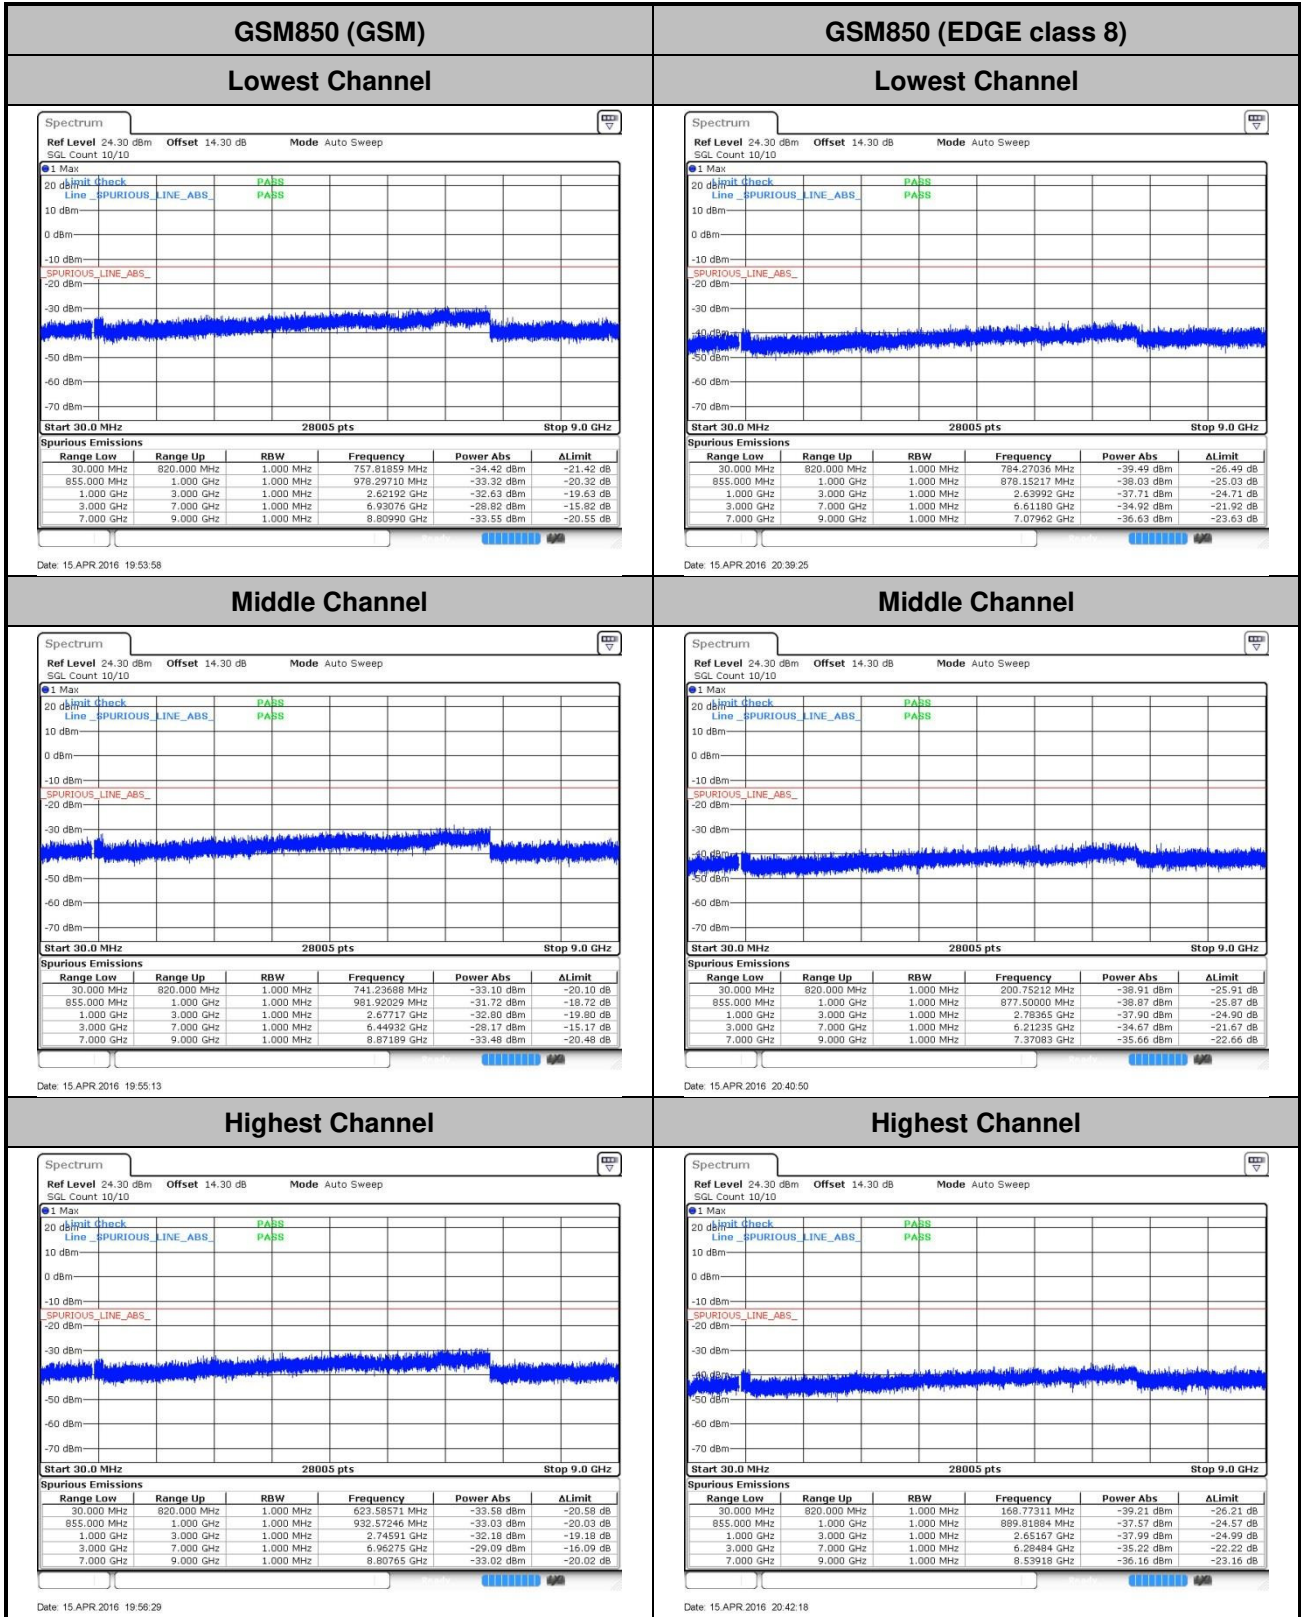 GSM850 (GSM)
GSM850 (EDGE class 8)
Lowest Channel
Lowest Channel
Spectrum
Ref Level 24.30 dBm Offset 14.30 dB Mode Auto Sweep
SGL Count 10/10
1 Max
20 dBm
Limit Check PASS
Line _SPURIOUS_LINE_ABS_ PASS
10 dBm
0 dBm
-10 dBm
_SPURIOUS_LINE_ABS_
-20 dBm
-30 dBm
-50 dBm
-60 dBm
-70 dBm
Start 30.0 MHz 28005 pts Stop 9.0 GHz
Spurious Emissions
Range Low Range Up RBW Frequency Power Abs ΔLimit
30.000 MHz 820.000 MHz 1.000 MHz 757.81859 MHz -34.42 dBm -21.42 dB
855.000 MHz 1.000 GHz 1.000 MHz 978.29710 MHz -33.32 dBm -20.32 dB
1.000 GHz 3.000 GHz 1.000 MHz 2.62192 GHz -32.63 dBm -19.63 dB
3.000 GHz 7.000 GHz 1.000 MHz 6.93076 GHz -28.82 dBm -15.82 dB
7.000 GHz 9.000 GHz 1.000 MHz 8.80990 GHz -33.55 dBm -20.55 dB
Date: 15.APR.2016 19:53:58
Spectrum
Ref Level 24.30 dBm Offset 14.30 dB Mode Auto Sweep
SGL Count 10/10
1 Max
20 dBm
Limit Check PASS
Line _SPURIOUS_LINE_ABS_ PASS
10 dBm
0 dBm
-10 dBm
_SPURIOUS_LINE_ABS_
-20 dBm
-30 dBm
-40 dBm
-50 dBm
-60 dBm
-70 dBm
Start 30.0 MHz 28005 pts Stop 9.0 GHz
Spurious Emissions
Range Low Range Up RBW Frequency Power Abs ΔLimit
30.000 MHz 820.000 MHz 1.000 MHz 784.27036 MHz -39.49 dBm -26.49 dB
855.000 MHz 1.000 GHz 1.000 MHz 878.15217 MHz -38.03 dBm -25.03 dB
1.000 GHz 3.000 GHz 1.000 MHz 2.63992 GHz -37.71 dBm -24.71 dB
3.000 GHz 7.000 GHz 1.000 MHz 6.61180 GHz -34.92 dBm -21.92 dB
7.000 GHz 9.000 GHz 1.000 MHz 7.07962 GHz -36.63 dBm -23.63 dB
Date: 15.APR.2016 20:39:25
Middle Channel
Middle Channel
Spectrum
Ref Level 24.30 dBm Offset 14.30 dB Mode Auto Sweep
SGL Count 10/10
1 Max
20 dBm
Limit Check PASS
Line _SPURIOUS_LINE_ABS_ PASS
10 dBm
0 dBm
-10 dBm
_SPURIOUS_LINE_ABS_
-20 dBm
-30 dBm
-50 dBm
-60 dBm
-70 dBm
Start 30.0 MHz 28005 pts Stop 9.0 GHz
Spurious Emissions
Range Low Range Up RBW Frequency Power Abs ΔLimit
30.000 MHz 820.000 MHz 1.000 MHz 741.23688 MHz -33.10 dBm -20.10 dB
855.000 MHz 1.000 GHz 1.000 MHz 981.92029 MHz -31.72 dBm -18.72 dB
1.000 GHz 3.000 GHz 1.000 MHz 2.67717 GHz -32.80 dBm -19.80 dB
3.000 GHz 7.000 GHz 1.000 MHz 6.44932 GHz -28.17 dBm -15.17 dB
7.000 GHz 9.000 GHz 1.000 MHz 8.87189 GHz -33.48 dBm -20.48 dB
Date: 15.APR.2016 19:55:13
Spectrum
Ref Level 24.30 dBm Offset 14.30 dB Mode Auto Sweep
SGL Count 10/10
1 Max
20 dBm
Limit Check PASS
Line _SPURIOUS_LINE_ABS_ PASS
10 dBm
0 dBm
-10 dBm
_SPURIOUS_LINE_ABS_
-20 dBm
-30 dBm
-40 dBm
-50 dBm
-60 dBm
-70 dBm
Start 30.0 MHz 28005 pts Stop 9.0 GHz
Spurious Emissions
Range Low Range Up RBW Frequency Power Abs ΔLimit
30.000 MHz 820.000 MHz 1.000 MHz 200.75212 MHz -38.91 dBm -25.91 dB
855.000 MHz 1.000 GHz 1.000 MHz 877.50000 MHz -38.87 dBm -25.87 dB
1.000 GHz 3.000 GHz 1.000 MHz 2.78365 GHz -37.90 dBm -24.90 dB
3.000 GHz 7.000 GHz 1.000 MHz 6.21235 GHz -34.67 dBm -21.67 dB
7.000 GHz 9.000 GHz 1.000 MHz 7.37083 GHz -35.66 dBm -22.66 dB
Date: 15.APR.2016 20:40:50
Highest Channel
Highest Channel
Spectrum
Ref Level 24.30 dBm Offset 14.30 dB Mode Auto Sweep
SGL Count 10/10
1 Max
20 dBm
Limit Check PASS
Line _SPURIOUS_LINE_ABS_ PASS
10 dBm
0 dBm
-10 dBm
_SPURIOUS_LINE_ABS_
-20 dBm
-30 dBm
-50 dBm
-60 dBm
-70 dBm
Start 30.0 MHz 28005 pts Stop 9.0 GHz
Spurious Emissions
Range Low Range Up RBW Frequency Power Abs ΔLimit
30.000 MHz 820.000 MHz 1.000 MHz 623.58571 MHz -33.58 dBm -20.58 dB
855.000 MHz 1.000 GHz 1.000 MHz 932.57246 MHz -33.03 dBm -20.03 dB
1.000 GHz 3.000 GHz 1.000 MHz 2.74591 GHz -32.18 dBm -19.18 dB
3.000 GHz 7.000 GHz 1.000 MHz 6.96275 GHz -29.09 dBm -16.09 dB
7.000 GHz 9.000 GHz 1.000 MHz 8.80765 GHz -33.02 dBm -20.02 dB
Date: 15.APR.2016 19:56:29
Spectrum
Ref Level 24.30 dBm Offset 14.30 dB Mode Auto Sweep
SGL Count 10/10
1 Max
20 dBm
Limit Check PASS
Line _SPURIOUS_LINE_ABS_ PASS
10 dBm
0 dBm
-10 dBm
_SPURIOUS_LINE_ABS_
-20 dBm
-30 dBm
-40 dBm
-50 dBm
-60 dBm
-70 dBm
Start 30.0 MHz 28005 pts Stop 9.0 GHz
Spurious Emissions
Range Low Range Up RBW Frequency Power Abs ΔLimit
30.000 MHz 820.000 MHz 1.000 MHz 168.77311 MHz -39.21 dBm -26.21 dB
855.000 MHz 1.000 GHz 1.000 MHz 889.81884 MHz -37.57 dBm -24.57 dB
1.000 GHz 3.000 GHz 1.000 MHz 2.65167 GHz -37.99 dBm -24.99 dB
3.000 GHz 7.000 GHz 1.000 MHz 6.28484 GHz -35.22 dBm -22.22 dB
7.000 GHz 9.000 GHz 1.000 MHz 8.53918 GHz -36.16 dBm -23.16 dB
Date: 15.APR.2016 20:42:18